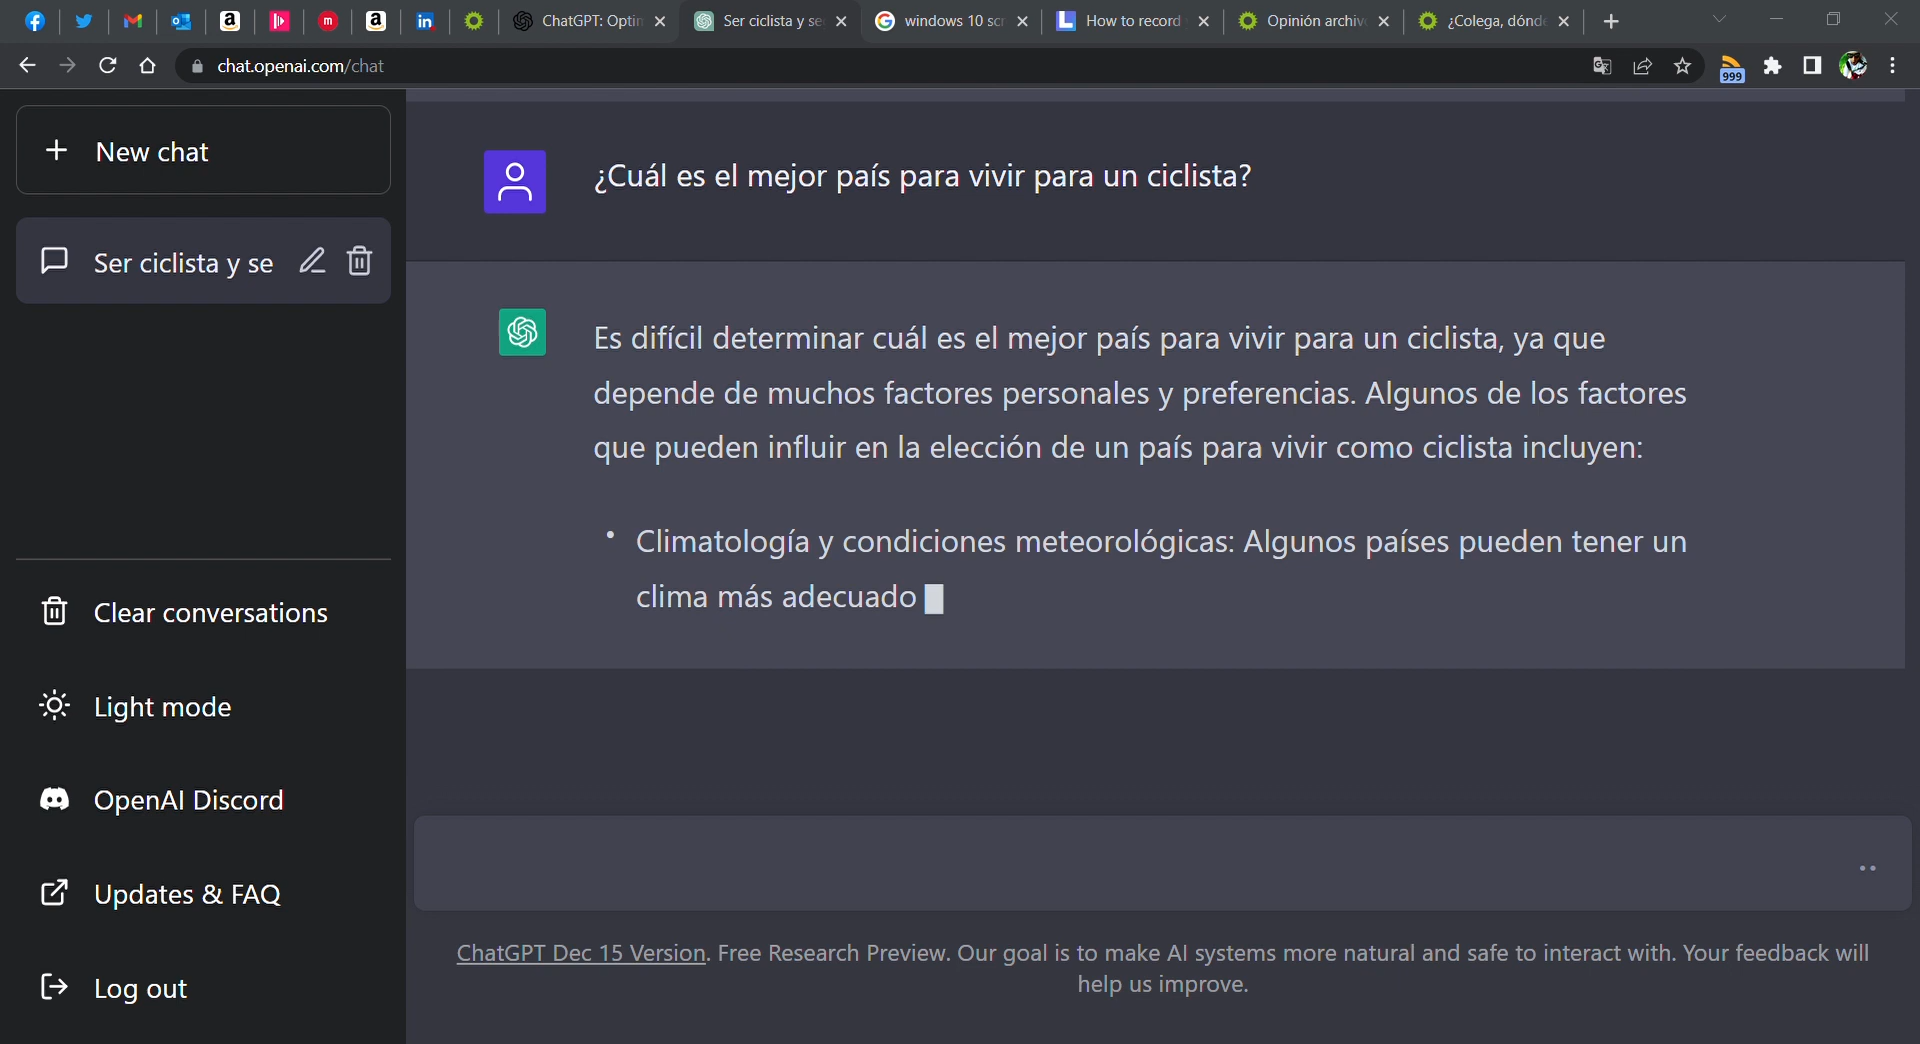 ChatGPT: Optin
Ser ciclista y se
windows 10 scr
How to record
Opinión archiv
¿Colega, dónde
chat.openai.com/chat
999
New chat
Ser ciclista y se
Clear conversations
Light mode
OpenAI Discord
Updates & FAQ
Log out
¿Cuál es el mejor país para vivir para un ciclista?
Es difícil determinar cuál es el mejor país para vivir para un ciclista, ya que
depende de muchos factores personales y preferencias. Algunos de los factores
que pueden influir en la elección de un país para vivir como ciclista incluyen:
• Climatología y condiciones meteorológicas: Algunos países pueden tener un
clima más adecuado
ChatGPT Dec 15 Version. Free Research Preview. Our goal is to make AI systems more natural and safe to interact with. Your feedback will
help us improve.